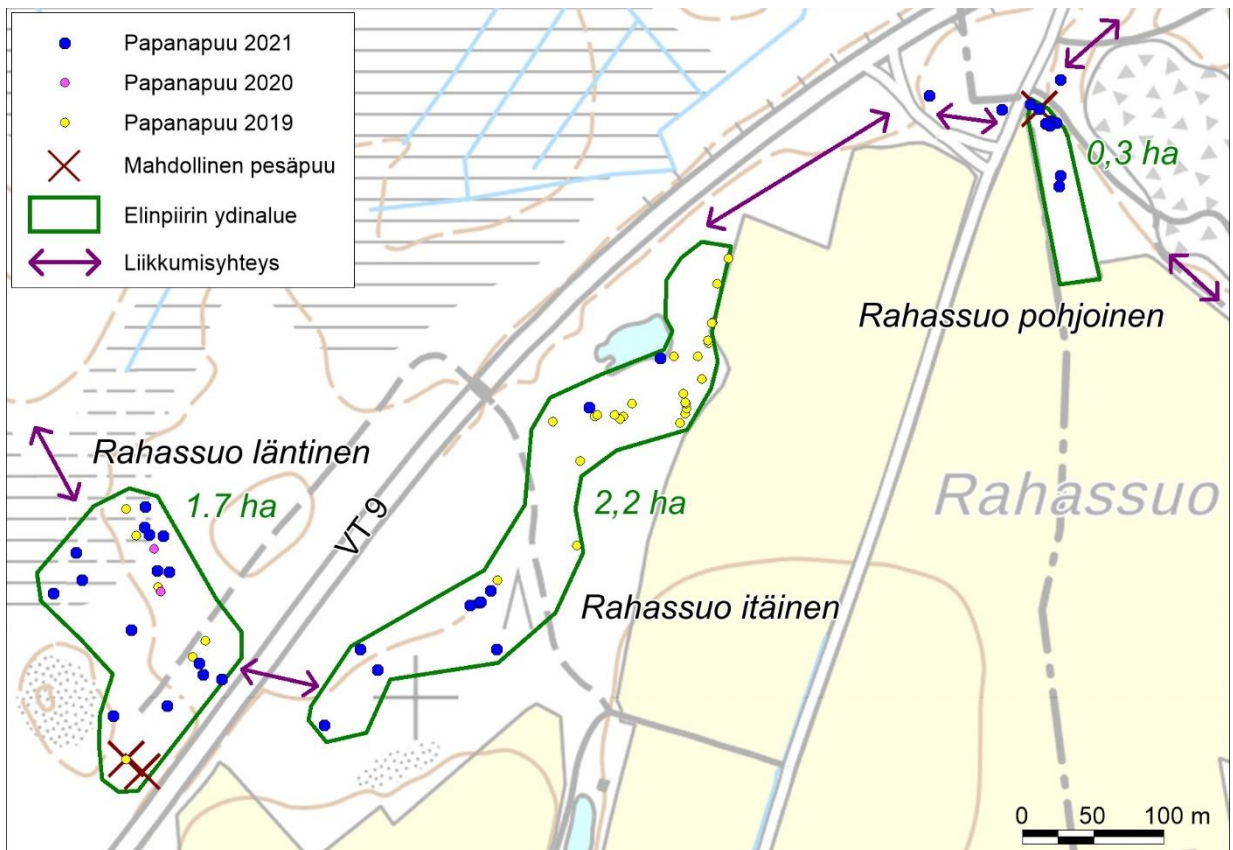 Papanapuu 2021
Papanapuu 2020
Papanapuu 2019
Mahdollinen pesäpuu
Elinpiirin ydinalue
Liikkumisyhteys
0,3 ha
Rahassuo pohjoinen
Rahassuo läntinen
1.7 ha
2,2 ha
Rahassuo
VT 9
Rahassuo itäinen
0 50 100 m